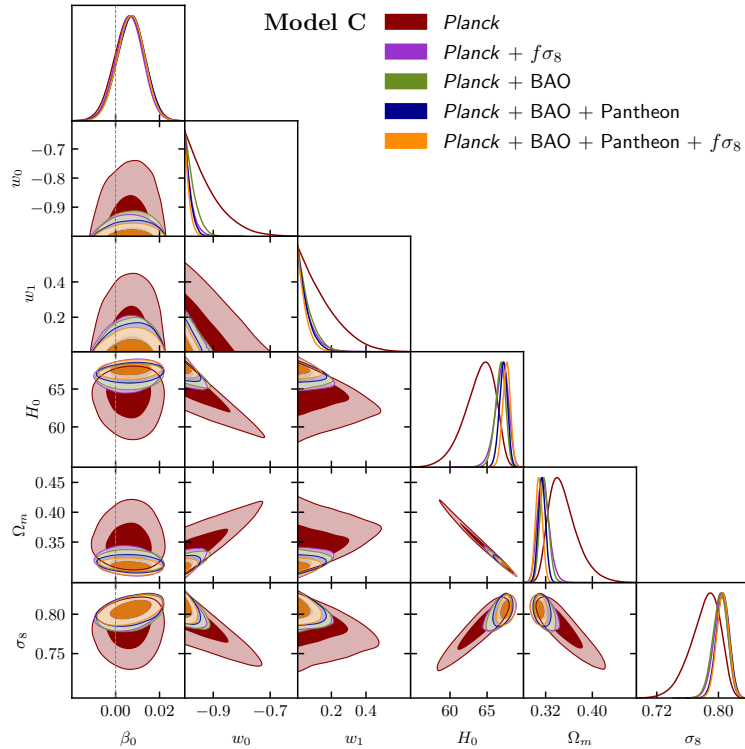 Model C
Planck
Planck + fσ₈
Planck + BAO
Planck + BAO + Pantheon
Planck + BAO + Pantheon + fσ₈
w₀
−0.7
−0.9
w₁
0.4
0.2
H₀
65
60
Ωₘ
0.45
0.40
0.35
σ₈
0.80
0.75
0.00 0.02 −0.9 −0.7 0.2 0.4 60 65 0.32 0.40 0.72 0.80
β₀ w₀ w₁ H₀ Ωₘ σ₈